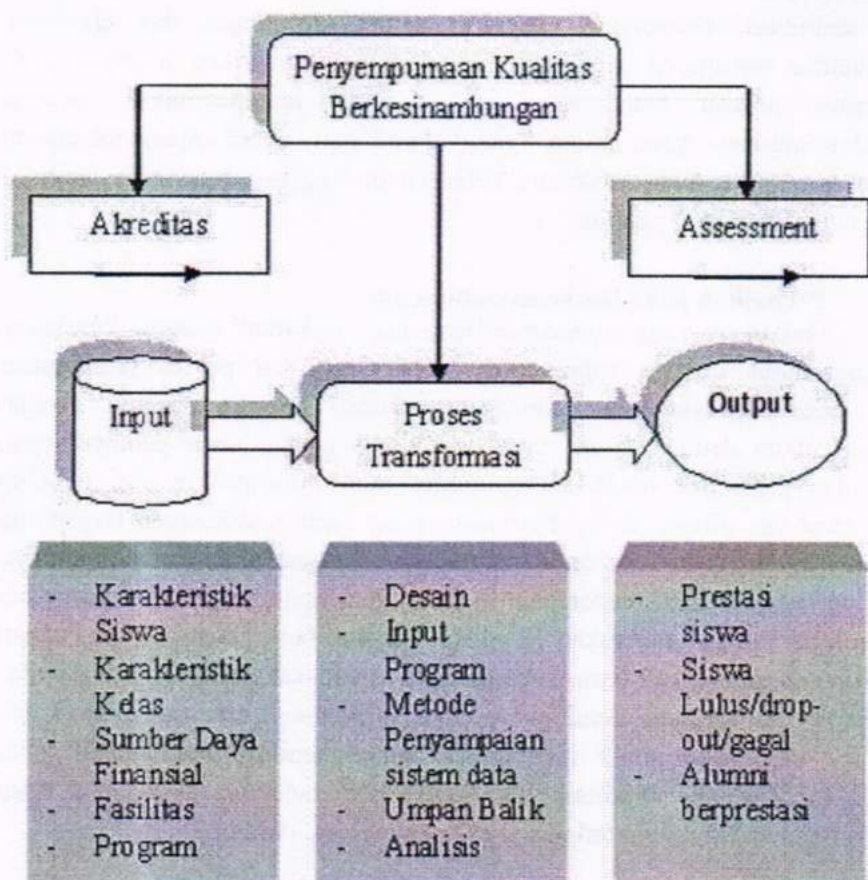 Penyempurnaan Kualitas
Berkesinambungan
Akreditas
Assessment
Input
Proses
Transformasi
Output
- Karakteristik
Siswa
- Karakteristik
Kelas
- Sumber Daya
Finansial
- Fasilitas
- Program
- Desain
- Input
Program
- Metode
Penyampaian
sistem data
- Umpan Balik
- Analisis
- Prestasi
siswa
- Siswa
Lulus/drop-
out/gagal
- Alumni
berprestasi